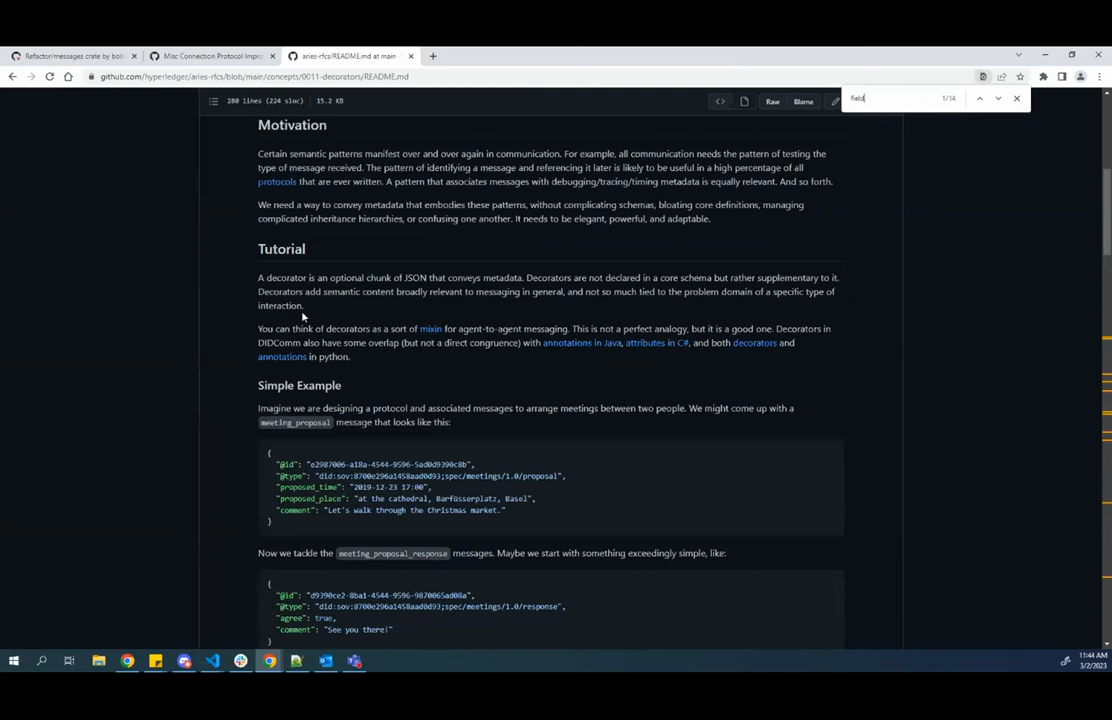 Refactor/messages crate by bob
Misc Connection Protocol Impro
aries-rfcs/README.md at main
github.com/hyperledger/aries-rfcs/blob/main/concepts/0011-decorators/README.md
field
1/14
280 lines (224 sloc)
15.2 KB
Raw
Blame
Motivation
Certain semantic patterns manifest over and over again in communication. For example, all communication needs the pattern of testing the
type of message received. The pattern of identifying a message and referencing it later is likely to be useful in a high percentage of all
protocols that are ever written. A pattern that associates messages with debugging/tracing/timing metadata is equally relevant. And so forth.
We need a way to convey metadata that embodies these patterns, without complicating schemas, bloating core definitions, managing
complicated inheritance hierarchies, or confusing one another. It needs to be elegant, powerful, and adaptable.
Tutorial
A decorator is an optional chunk of JSON that conveys metadata. Decorators are not declared in a core schema but rather supplementary to it.
Decorators add semantic content broadly relevant to messaging in general, and not so much tied to the problem domain of a specific type of
interaction.
You can think of decorators as a sort of mixin for agent-to-agent messaging. This is not a perfect analogy, but it is a good one. Decorators in
DIDComm also have some overlap (but not a direct congruence) with annotations in Java, attributes in C#, and both decorators and
annotations in python.
Simple Example
Imagine we are designing a protocol and associated messages to arrange meetings between two people. We might come up with a
meeting_proposal message that looks like this:
{
"@id": "e2987006-a18a-4544-9596-5ad0d9390c8b",
"@type": "did:sov:8700e296a1458aad0d93;spec/meetings/1.0/proposal",
"proposed_time": "2019-12-23 17:00",
"proposed_place": "at the cathedral, Barfüsserplatz, Basel",
"comment": "Let's walk through the Christmas market."
}
Now we tackle the meeting_proposal_response messages. Maybe we start with something exceedingly simple, like:
{
"@id": "d9390ce2-8ba1-4544-9596-9870065ad08a",
"@type": "did:sov:8700e296a1458aad0d93;spec/meetings/1.0/response",
"agree": true,
"comment": "See you there!"
}
11:44 AM
3/2/2023